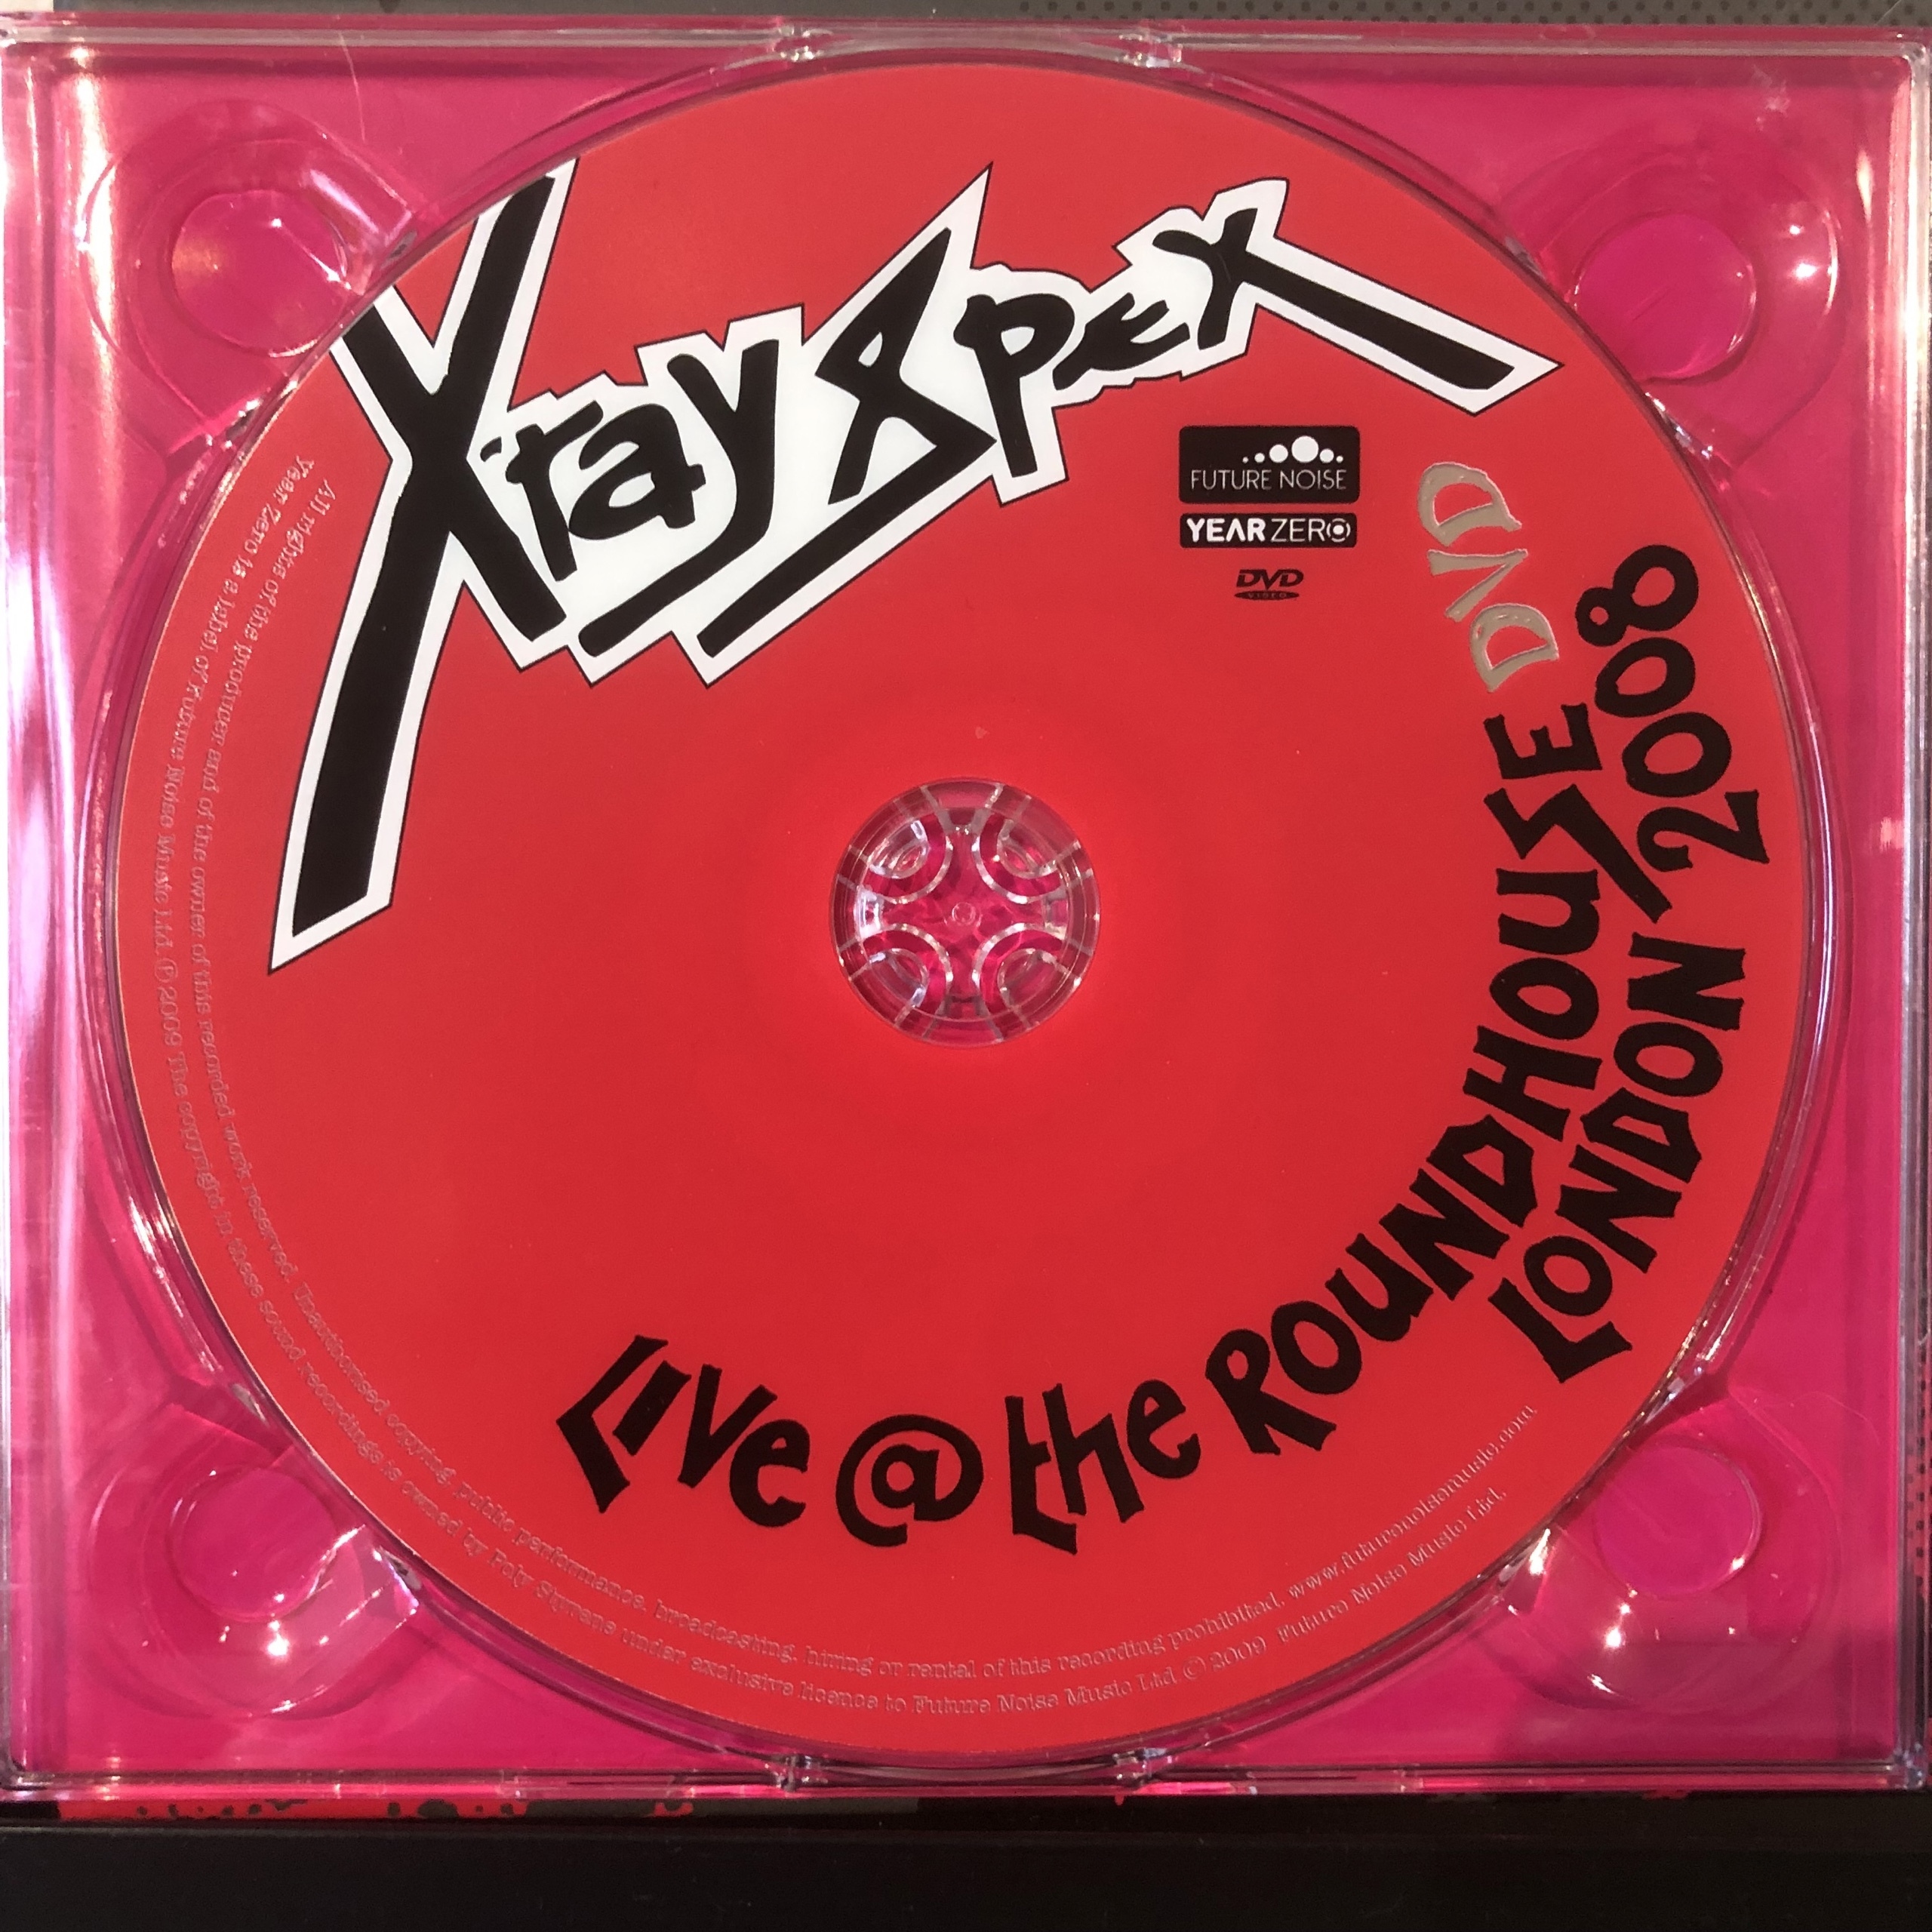 X-ray Spex
FUTURE NOISE
YEAR ZERO
DVD
VIDEO
LIVE @ the ROUNDHOUSE DVD
LONDON 2008
All rights of the producer and of the owner of this recorded work reserved. Unauthorised copying, public performance, broadcasting, hiring or rental of this recording prohibited. www.futurenoisemusic.com
Year Zero is a label of Future Noise Music Ltd. ℗ 2009 The copyright in these sound recordings is owned by Poly Styrene under exclusive licence to Future Noise Music Ltd © 2009 Future Noise Music Ltd.